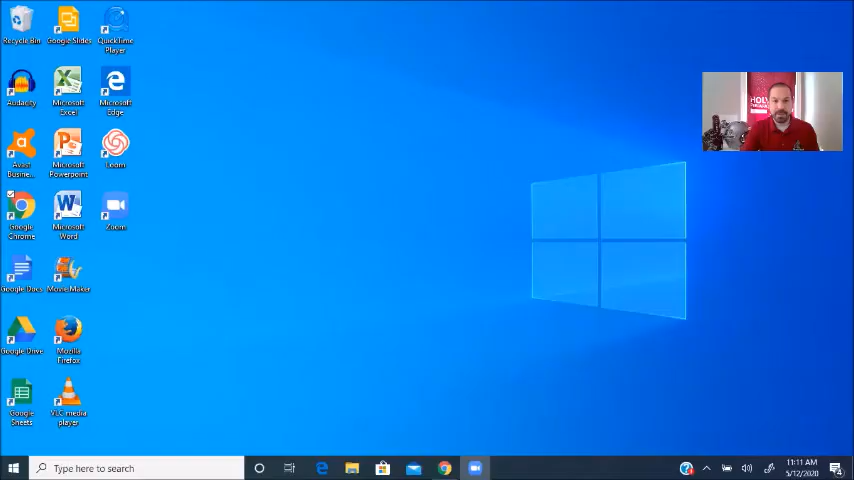 Recycle Bin
Google Slides
QuickTime
Player
Audacity
Microsoft
Excel
Microsoft
Edge
Avast
Busine...
Microsoft
Powerpoint
Loom
Google
Chrome
Microsoft
Word
Zoom
Google Docs
Movie Maker
Google Drive
Mozilla
Firefox
Google
Sheets
VLC media
player
Type here to search
11:11 AM
5/12/2020
4